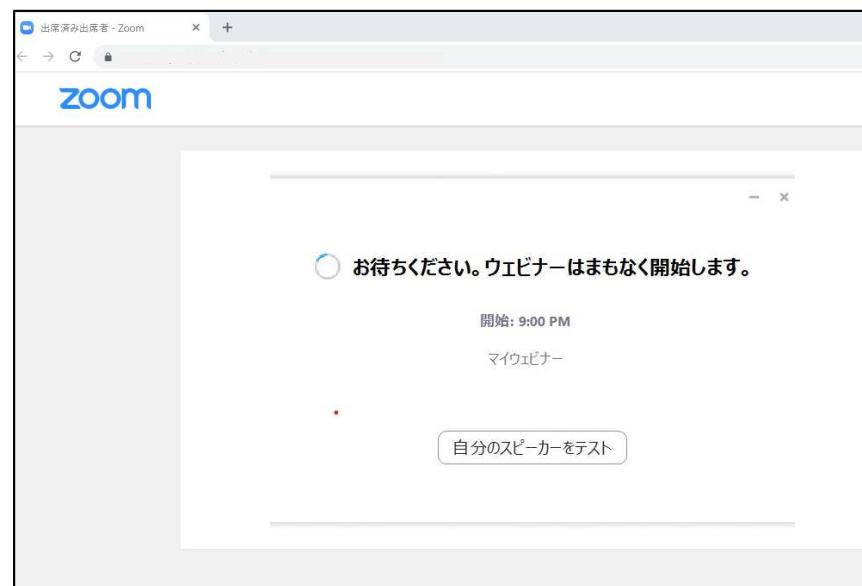 出席済み出席者 - Zoom
zoom
お待ちください。ウェビナーはまもなく開始します。
開始: 9:00 PM
マイウェビナー
自分のスピーカーをテスト